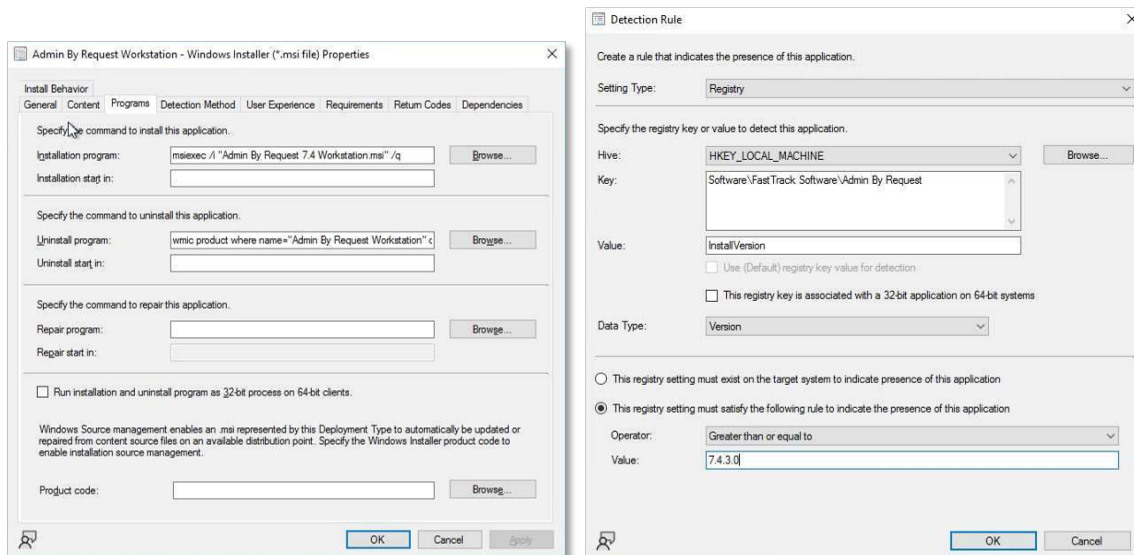 Admin By Request Workstation - Windows Installer (*.msi file) Properties
Install Behavior
General Content Programs Detection Method User Experience Requirements Return Codes Dependencies
Specify the command to install this application.
Installation program: msiexec /i "Admin By Request 7.4 Workstation.msi" /q Browse...
Installation start in:
Specify the command to uninstall this application.
Uninstall program: wmic product where name="Admin By Request Workstation" c Browse...
Uninstall start in:
Specify the command to repair this application.
Repair program: Browse...
Repair start in:
Run installation and uninstall program as 32-bit process on 64-bit clients.
Windows Source management enables an .msi represented by this Deployment Type to automatically be updated or
repaired from content source files on an available distribution point. Specify the Windows Installer product code to
enable installation source management.
Product code: Browse...
OK Cancel Apply
Detection Rule
Create a rule that indicates the presence of this application.
Setting Type: Registry
Specify the registry key or value to detect this application.
Hive: HKEY_LOCAL_MACHINE Browse...
Key: Software\FastTrack Software\Admin By Request
Value: InstallVersion
Use (Default) registry key value for detection
This registry key is associated with a 32-bit application on 64-bit systems
Data Type: Version
This registry setting must exist on the target system to indicate presence of this application
This registry setting must satisfy the following rule to indicate the presence of this application
Operator: Greater than or equal to
Value: 7.4.3.0
OK Cancel